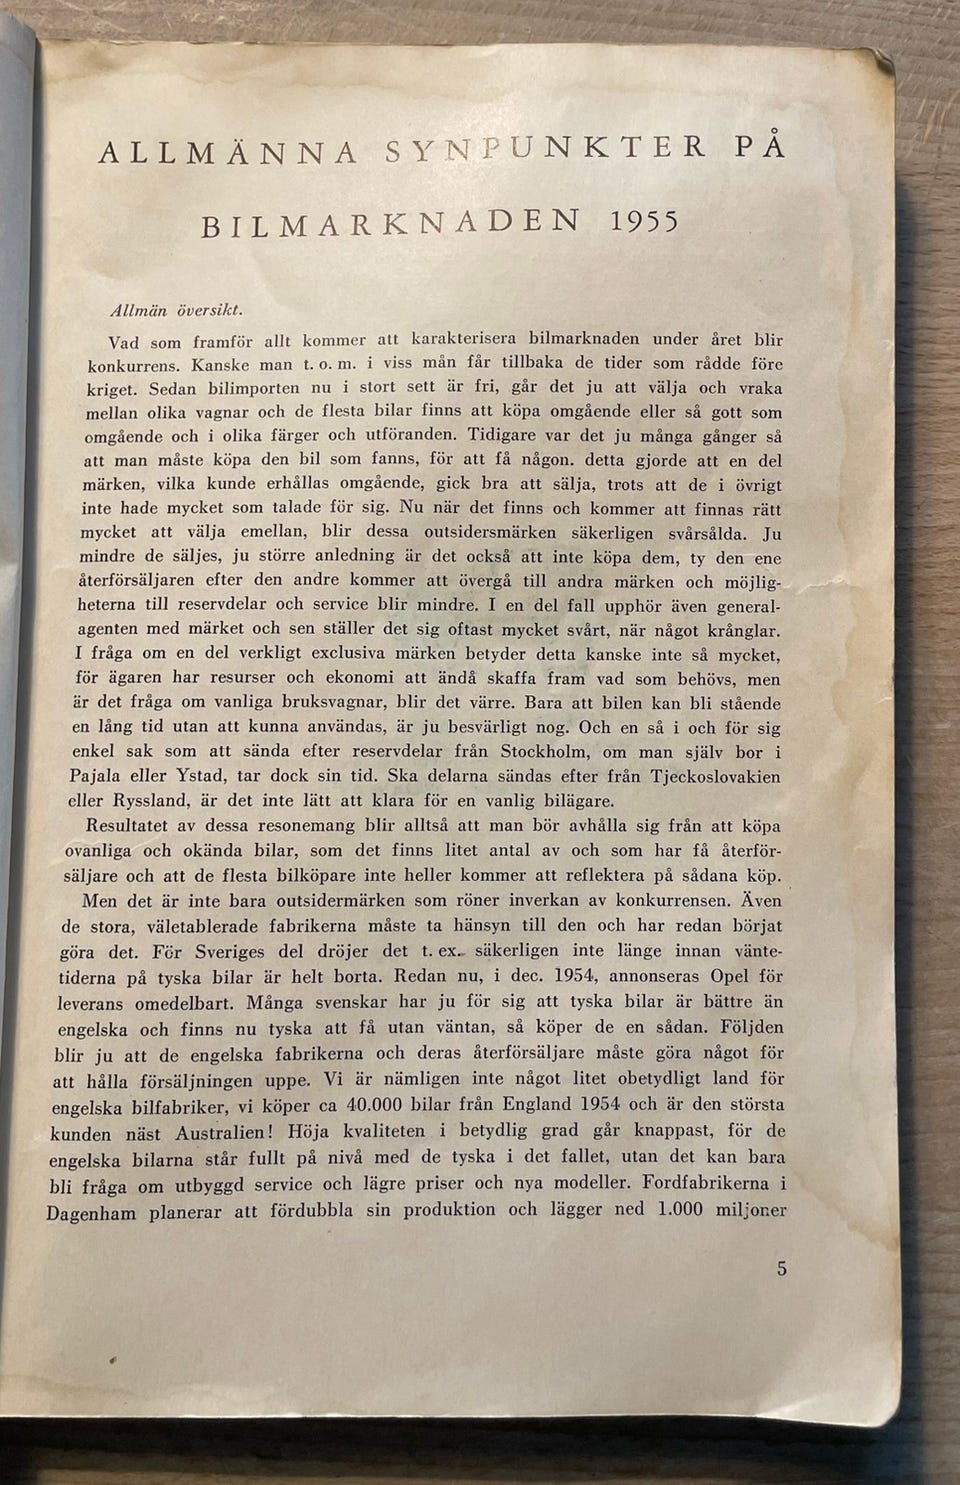 ALLMÄNNA SYNPUNKTER PÅ
BILMARKNADEN 1955
Allmän översikt.
Vad som framför allt kommer att karakterisera bilmarknaden under året blir
konkurrens. Kanske man t. o. m. i viss mån får tillbaka de tider som rådde före
kriget. Sedan bilimporten nu i stort sett är fri, går det ju att välja och vraka
mellan olika vagnar och de flesta bilar finns att köpa omgående eller så gott som
omgående och i olika färger och utföranden. Tidigare var det ju många gånger så
att man måste köpa den bil som fanns, för att få någon. detta gjorde att en del
märken, vilka kunde erhållas omgående, gick bra att sälja, trots att de i övrigt
inte hade mycket som talade för sig. Nu när det finns och kommer att finnas rätt
mycket att välja emellan, blir dessa outsidersmärken säkerligen svårsålda. Ju
mindre de säljes, ju större anledning är det också att inte köpa dem, ty den ene
återförsäljaren efter den andre kommer att övergå till andra märken och möjlig-
heterna till reservdelar och service blir mindre. I en del fall upphör även general-
agenten med märket och sen ställer det sig oftast mycket svårt, när något krånglar.
I fråga om en del verkligt exclusiva märken betyder detta kanske inte så mycket,
för ägaren har resurser och ekonomi att ändå skaffa fram vad som behövs, men
är det fråga om vanliga bruksvagnar, blir det värre. Bara att bilen kan bli stående
en lång tid utan att kunna användas, är ju besvärligt nog. Och en så i och för sig
enkel sak som att sända efter reservdelar från Stockholm, om man själv bor i
Pajala eller Ystad, tar dock sin tid. Ska delarna sändas efter från Tjeckoslovakien
eller Ryssland, är det inte lätt att klara för en vanlig bilägare.
Resultatet av dessa resonemang blir alltså att man bör avhålla sig från att köpa
ovanliga och okända bilar, som det finns litet antal av och som har få återför-
säljare och att de flesta bilköpare inte heller kommer att reflektera på sådana köp.
Men det är inte bara outsidermärken som röner inverkan av konkurrensen. Även
de stora, väletablerade fabrikerna måste ta hänsyn till den och har redan börjat
göra det. För Sveriges del dröjer det t. ex. säkerligen inte länge innan vänte-
tiderna på tyska bilar är helt borta. Redan nu, i dec. 1954, annonseras Opel för
leverans omedelbart. Många svenskar har ju för sig att tyska bilar är bättre än
engelska och finns nu tyska att få utan väntan, så köper de en sådan. Följden
blir ju att de engelska fabrikerna och deras återförsäljare måste göra något för
att hålla försäljningen uppe. Vi är nämligen inte något litet obetydligt land för
engelska bilfabriker, vi köper ca 40.000 bilar från England 1954 och är den största
kunden näst Australien! Höja kvaliteten i betydlig grad går knappast, för de
engelska bilarna står fullt på nivå med de tyska i det fallet, utan det kan bara
bli fråga om utbyggd service och lägre priser och nya modeller. Fordfabrikerna i
Dagenham planerar att fördubbla sin produktion och lägger ned 1.000 miljoner
5